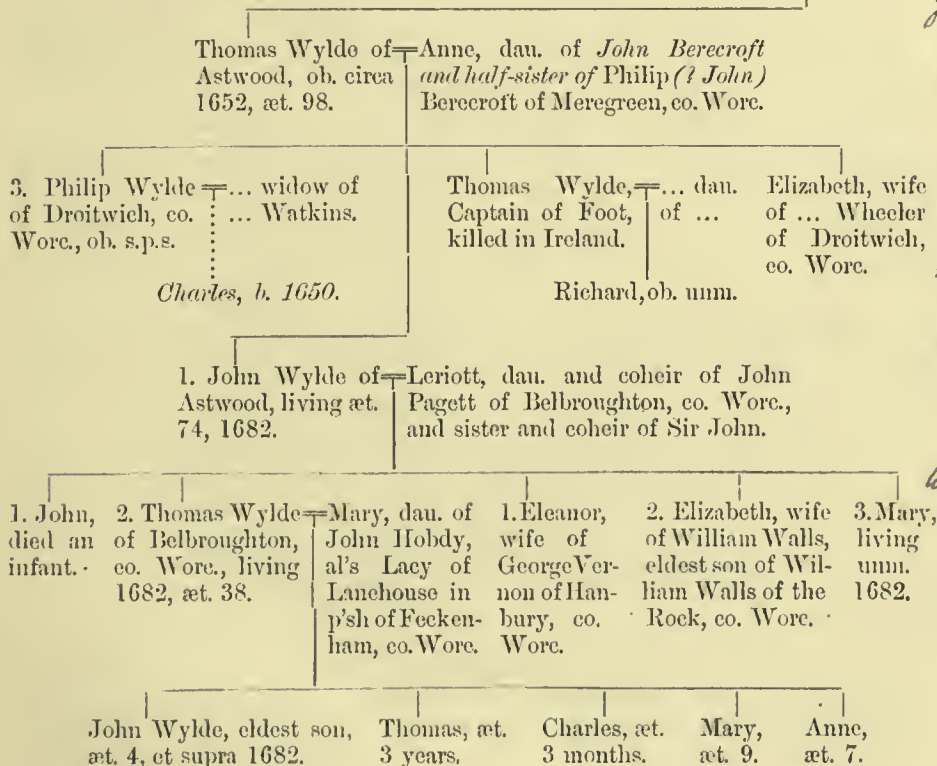 Thomas Wylde of
Astwood, ob. circa
1652, æt. 98.
Anne, dau. of John Berecroft
and half-sister of Philip (? John)
Berecroft of Meregreen, co. Worc.
3. Philip Wylde
of Droitwich, co.
Worc., ob. s.p.s.
... widow of
... Watkins.
Charles, b. 1650.
Thomas Wylde,
Captain of Foot,
killed in Ireland.
... dau.
of ...
Richard, ob. unm.
Elizabeth, wife
of ... Wheeler
of Droitwich,
co. Worc.
1. John Wylde of
Astwood, living æt.
74, 1682.
Leriott, dau. and coheir of John
Pagett of Belbroughton, co. Worc.,
and sister and coheir of Sir John.
1. John,
died an
infant.
2. Thomas Wylde
of Belbroughton,
co. Worc., living
1682, æt. 38.
Mary, dau. of
John Hobdy,
al's Lacy of
Lanehouse in
p'sh of Fecken-
ham, co. Worc.
1. Eleanor,
wife of
George Ver-
non of Han-
bury, co.
Worc.
2. Elizabeth, wife
of William Walls,
eldest son of Wil-
liam Walls of the
Rock, co. Worc.
3. Mary,
living
unm.
1682.
John Wylde, eldest son,
æt. 4, et supra 1682.
Thomas, æt.
3 years.
Charles, æt.
3 months.
Mary,
æt. 9.
Anne,
æt. 7.